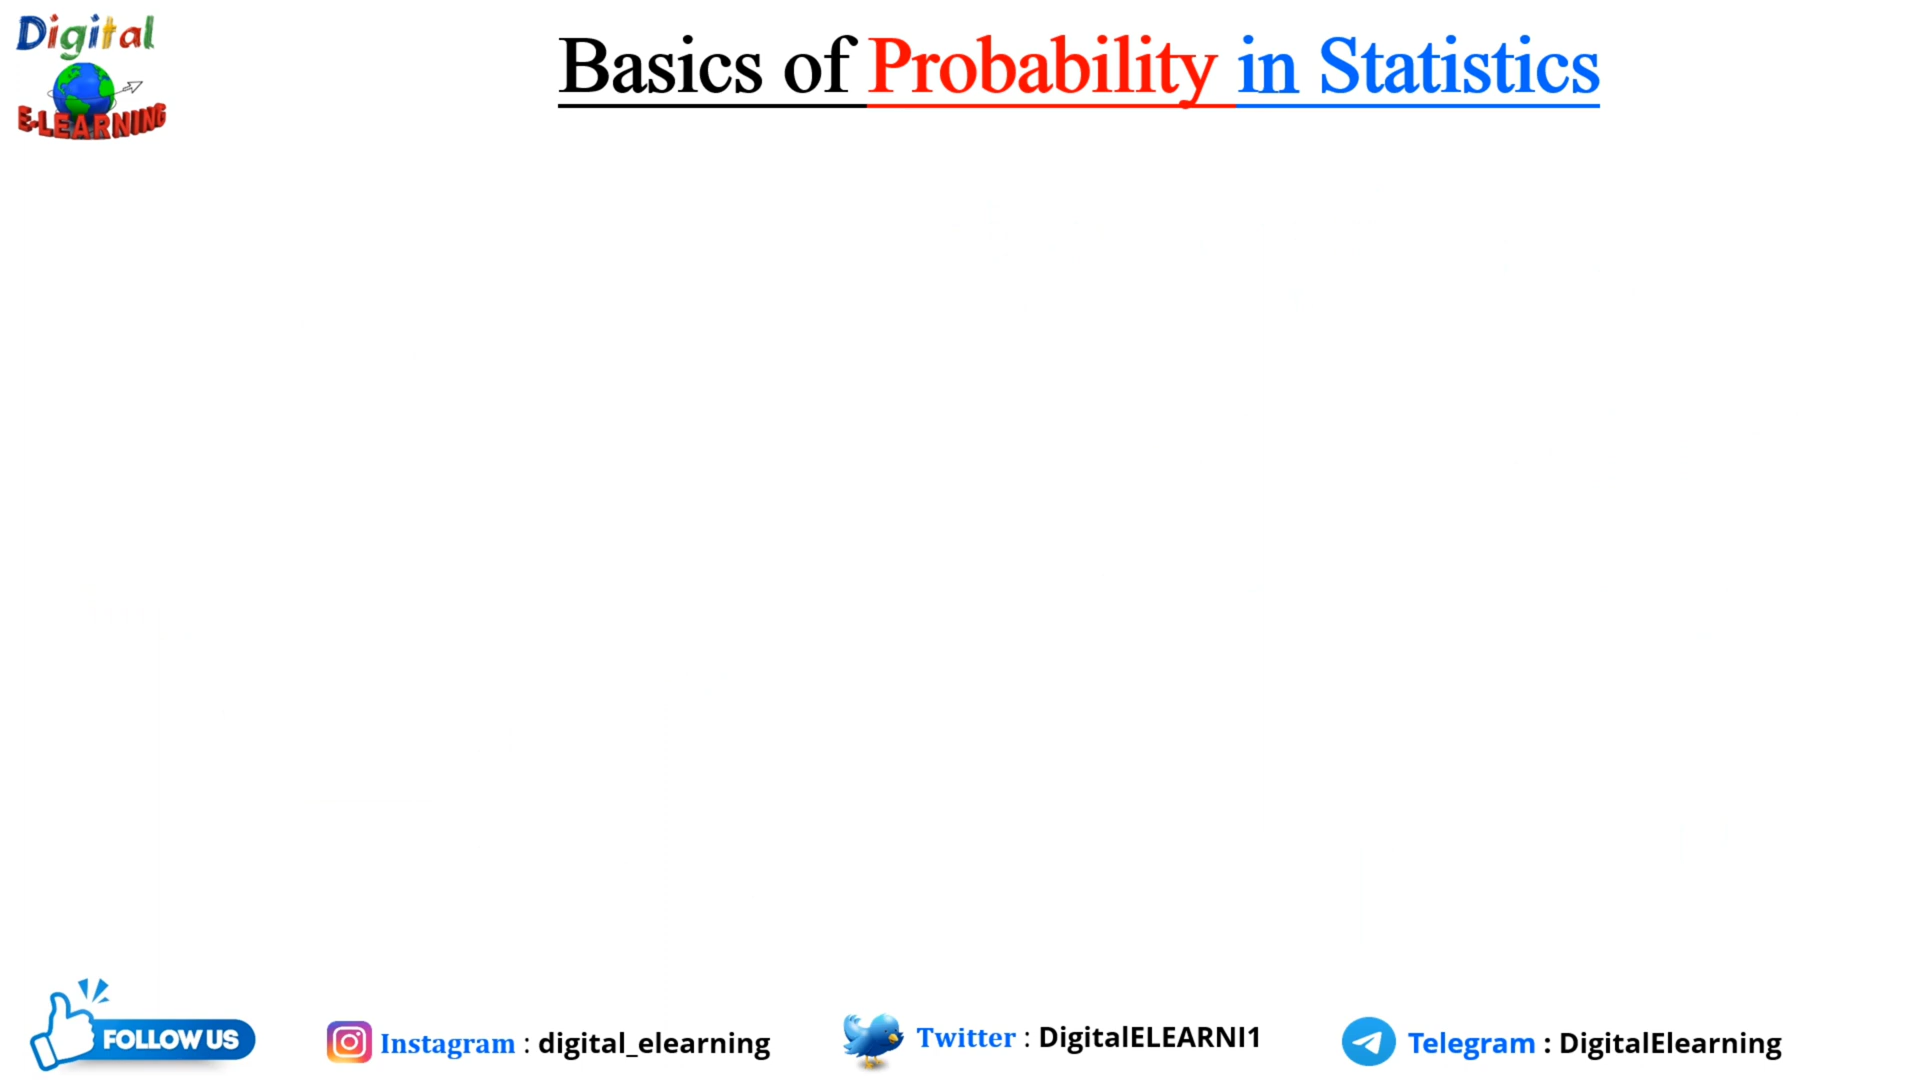 Digital
E-LEARNING
Basics of Probability in Statistics
FOLLOW US
Instagram : digital_elearning
Twitter : DigitalELEARNI1
Telegram : DigitalElearning